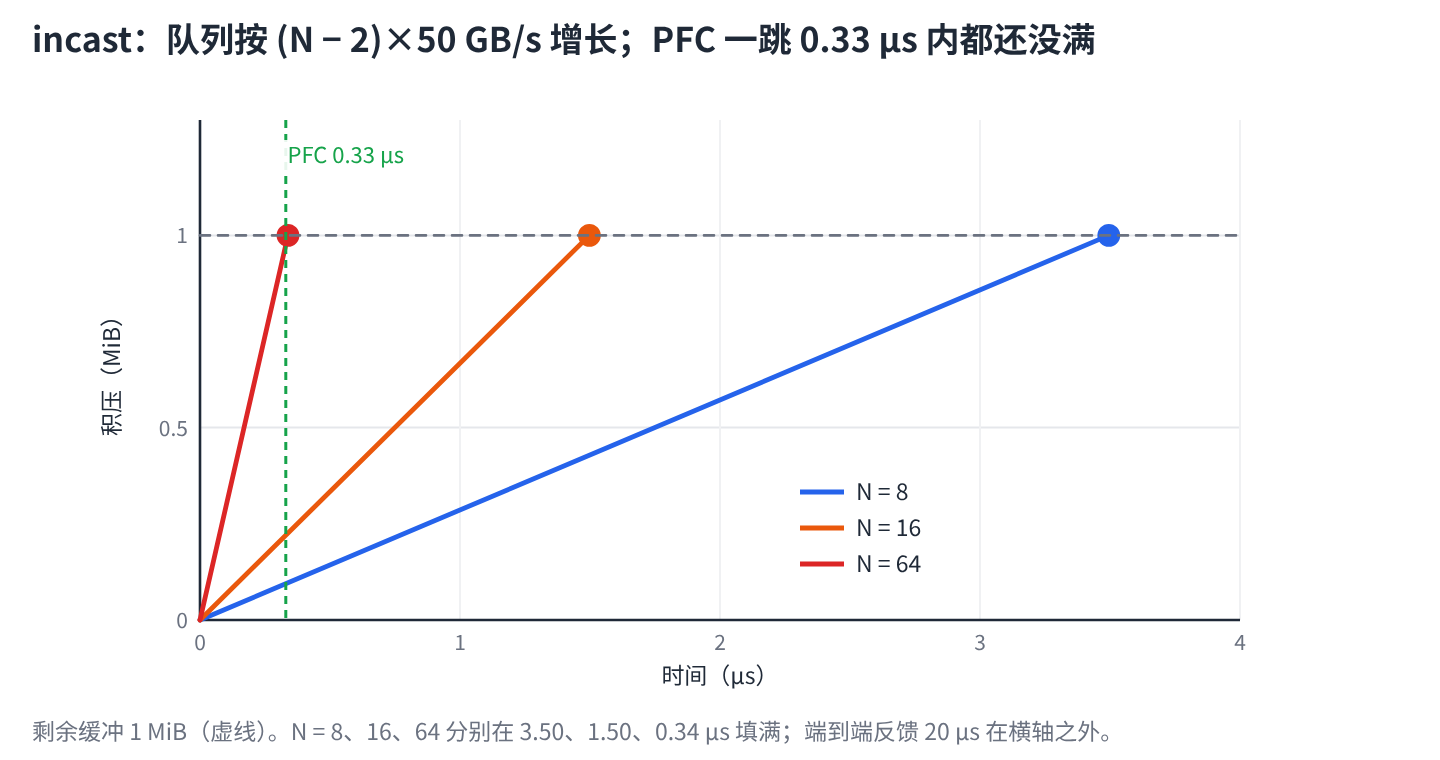 incast：队列按 (N − 2)×50 GB/s 增长；PFC 一跳 0.33 µs 内都还没满
PFC 0.33 µs
1
0.5
0
积压（MiB）
N = 8
N = 16
N = 64
0 1 2 3 4
时间（µs）
剩余缓冲 1 MiB（虚线）。N = 8、16、64 分别在 3.50、1.50、0.34 µs 填满；端到端反馈 20 µs 在横轴之外。